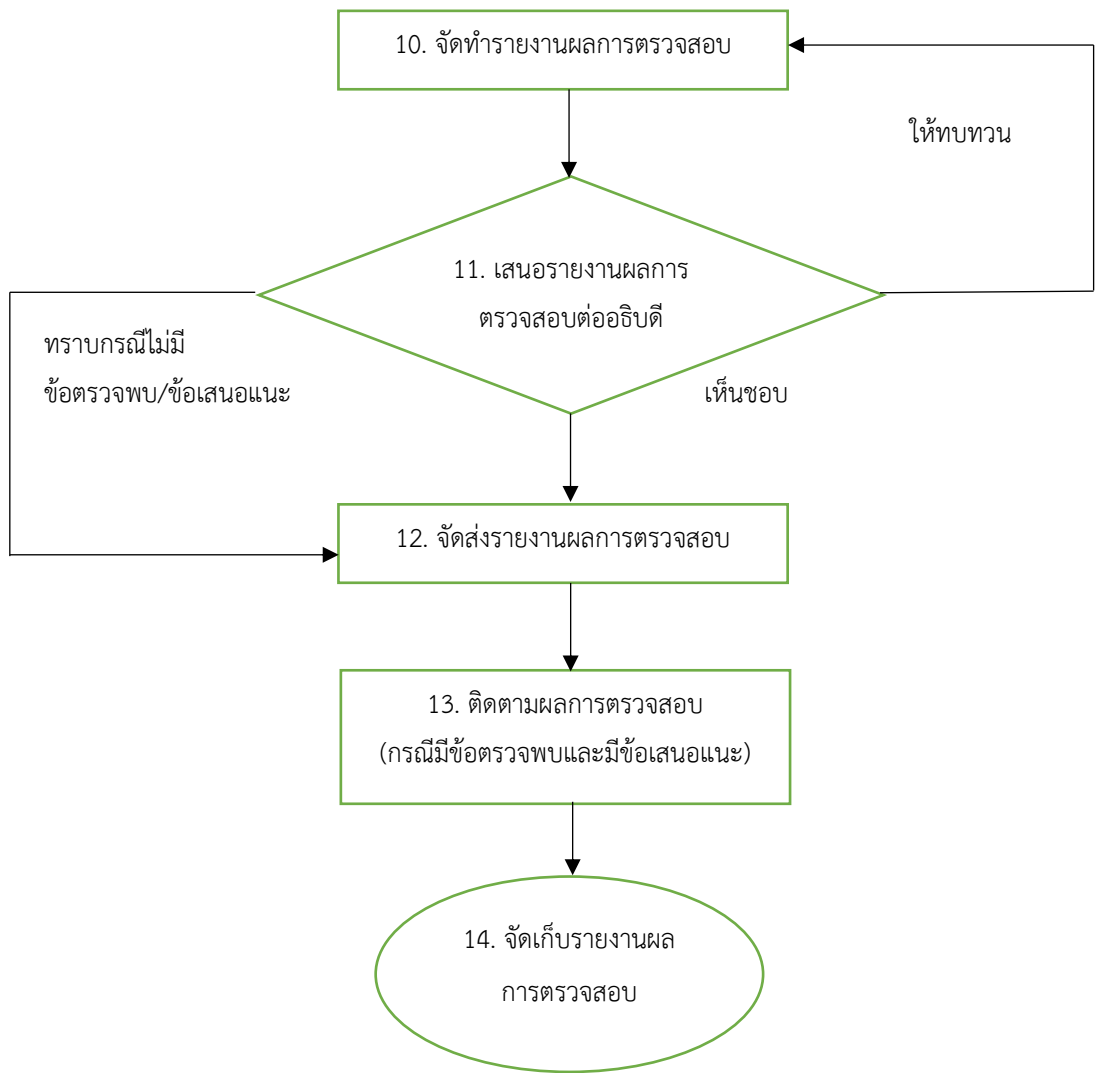 10. จัดทำรายงานผลการตรวจสอบ
ให้ทบทวน
11. เสนอรายงานผลการ
ตรวจสอบต่ออธิบดี
ทราบกรณีไม่มี
ข้อตรวจพบ/ข้อเสนอแนะ
เห็นชอบ
12. จัดส่งรายงานผลการตรวจสอบ
13. ติดตามผลการตรวจสอบ
(กรณีมีข้อตรวจพบและมีข้อเสนอแนะ)
14. จัดเก็บรายงานผล
การตรวจสอบ